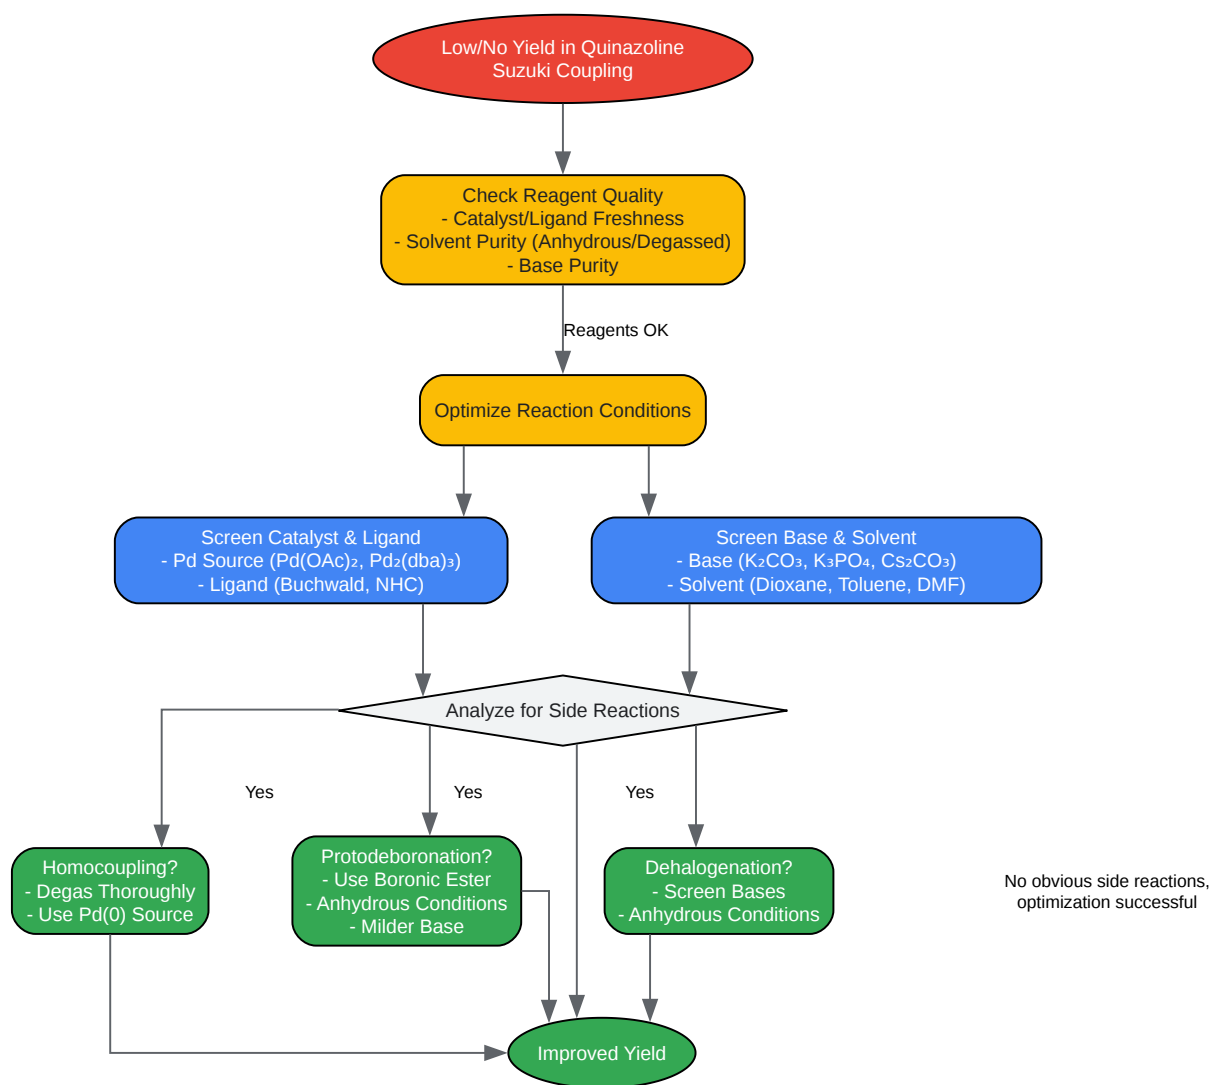 Low/No Yield in Quinazoline
Suzuki Coupling
Check Reagent Quality
- Catalyst/Ligand Freshness
- Solvent Purity (Anhydrous/Degassed)
- Base Purity
Reagents OK
Optimize Reaction Conditions
Screen Catalyst & Ligand
- Pd Source (Pd(OAc)₂, Pd₂(dba)₃)
- Ligand (Buchwald, NHC)
Screen Base & Solvent
- Base (K₂CO₃, K₃PO₄, Cs₂CO₃)
- Solvent (Dioxane, Toluene, DMF)
Analyze for Side Reactions
Yes
Yes
Yes
Homocoupling?
- Degas Thoroughly
- Use Pd(0) Source
Protodeboronation?
- Use Boronic Ester
- Anhydrous Conditions
- Milder Base
Dehalogenation?
- Screen Bases
- Anhydrous Conditions
No obvious side reactions,
optimization successful
Improved Yield